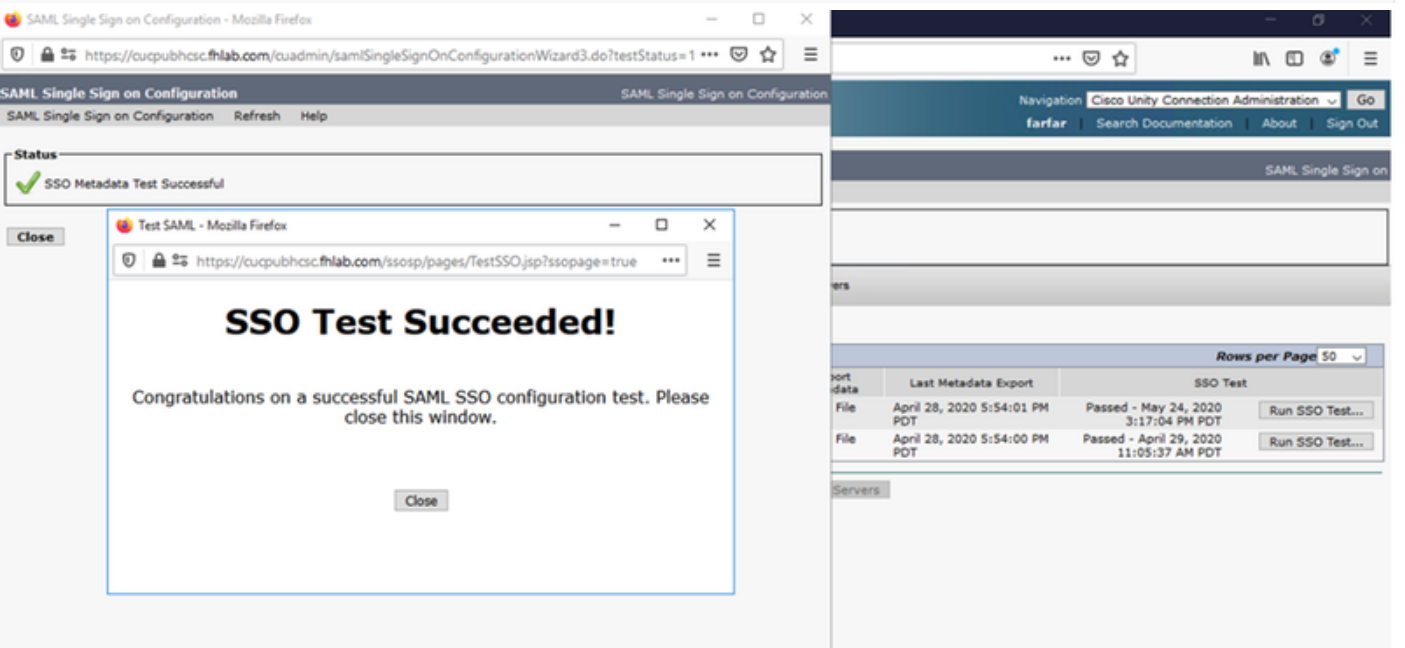 SAML Single Sign on Configuration - Mozilla Firefox
https://cucpubhcsc.fhlab.com/cuadmin/samlSingleSignOnConfigurationWizard3.do?testStatus=1
SAML Single Sign on Configuration
SAML Single Sign on Configuration
SAML Single Sign on Configuration Refresh Help
Status
SSO Metadata Test Successful
Close
Test SAML - Mozilla Firefox
https://cucpubhcsc.fhlab.com/ssosp/pages/TestSSO.jsp?ssopage=true
SSO Test Succeeded!
Congratulations on a successful SAML SSO configuration test. Please
close this window.
Close
Navigation Cisco Unity Connection Administration Go
farfar | Search Documentation | About | Sign Out
SAML Single Sign on
ers
Rows per Page 50
port
data
Last Metadata Export
SSO Test
File
April 28, 2020 5:54:01 PM
PDT
Passed - May 24, 2020
3:17:04 PM PDT
Run SSO Test...
File
April 28, 2020 5:54:00 PM
PDT
Passed - April 29, 2020
11:05:37 AM PDT
Run SSO Test...
Servers